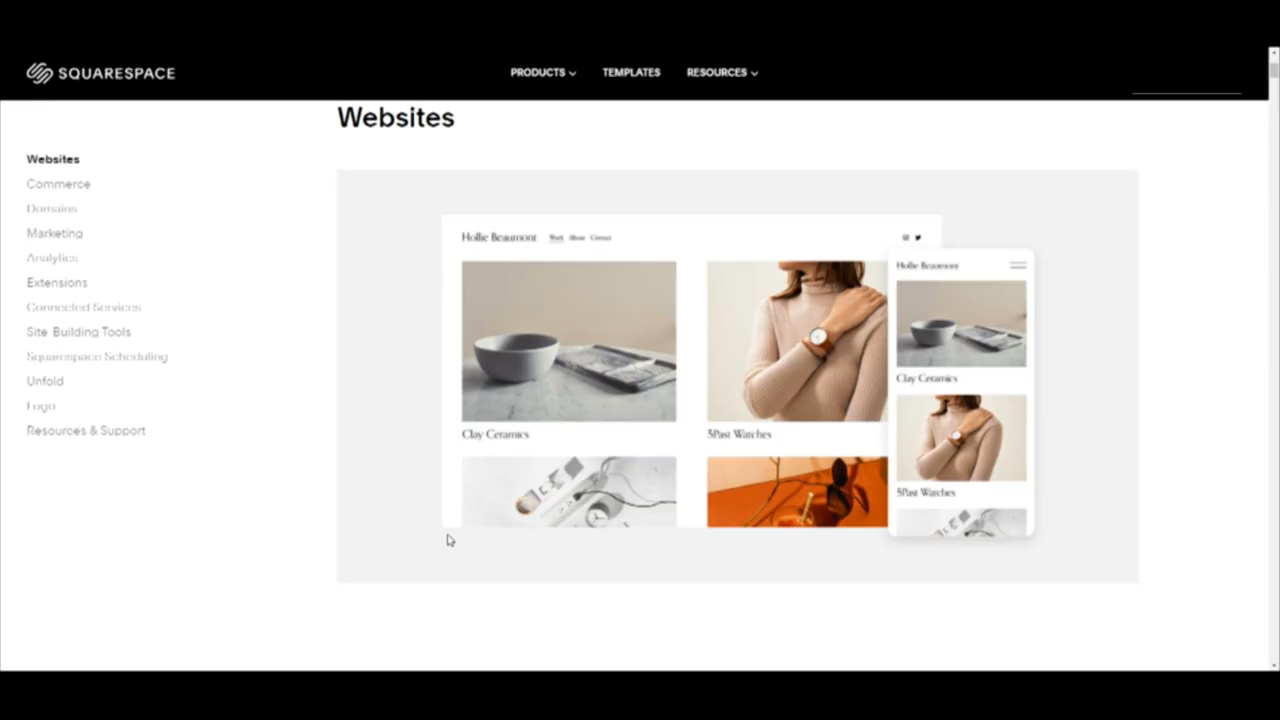 SQUARESPACE
PRODUCTS TEMPLATES RESOURCES
Websites
Websites
Commerce
Domains
Marketing
Analytics
Extensions
Connected Services
Site Building Tools
Squarespace Scheduling
Unfold
Logo
Resources & Support
Hollie Beaumont Work About Contact
Clay Ceramics
5Past Watches
Hollie Beaumont
Clay Ceramics
5Past Watches